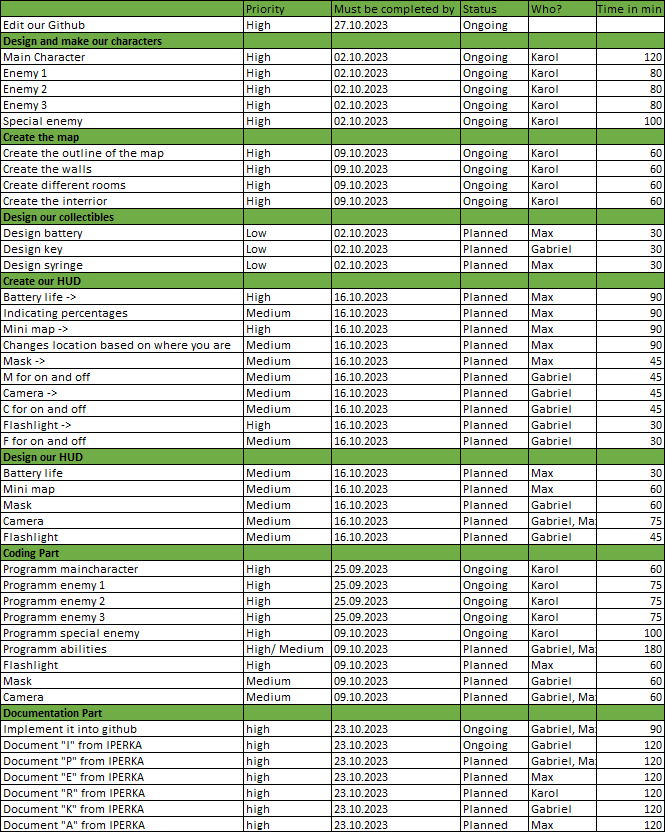 Priority Must be completed by Status Who? Time in min
Edit our Github High 27.10.2023 Ongoing
Design and make our characters
Main Character High 02.10.2023 Ongoing Karol 120
Enemy 1 High 02.10.2023 Ongoing Karol 80
Enemy 2 High 02.10.2023 Ongoing Karol 80
Enemy 3 High 02.10.2023 Ongoing Karol 80
Special enemy High 02.10.2023 Ongoing Karol 100
Create the map
Create the outline of the map High 09.10.2023 Ongoing Karol 60
Create the walls High 09.10.2023 Ongoing Karol 60
Create different rooms High 09.10.2023 Ongoing Karol 60
Create the interrior High 09.10.2023 Ongoing Karol 60
Design our collectibles
Design battery Low 02.10.2023 Planned Max 30
Design key Low 02.10.2023 Planned Gabriel 30
Design syringe Low 02.10.2023 Planned Max 30
Create our HUD
Battery life -> High 16.10.2023 Planned Max 90
Indicating percentages Medium 16.10.2023 Planned Max 90
Mini map -> High 16.10.2023 Planned Max 90
Changes location based on where you are Medium 16.10.2023 Planned Max 90
Mask -> Medium 16.10.2023 Planned Max 45
M for on and off Medium 16.10.2023 Planned Gabriel 45
Camera -> Medium 16.10.2023 Planned Gabriel 45
C for on and off Medium 16.10.2023 Planned Gabriel 45
Flashlight -> High 16.10.2023 Planned Gabriel 30
F for on and off Medium 16.10.2023 Planned Gabriel 30
Design our HUD
Battery life Medium 16.10.2023 Planned Max 30
Mini map Medium 16.10.2023 Planned Max 60
Mask Medium 16.10.2023 Planned Gabriel 60
Camera Medium 16.10.2023 Planned Gabriel, Max 75
Flashlight Medium 16.10.2023 Planned Gabriel 45
Coding Part
Programm maincharacter High 25.09.2023 Ongoing Karol 60
Programm enemy 1 High 25.09.2023 Ongoing Karol 75
Programm enemy 2 High 25.09.2023 Ongoing Karol 75
Programm enemy 3 High 25.09.2023 Ongoing Karol 75
Programm special enemy High 09.10.2023 Ongoing Karol 100
Programm abilities High/ Medium 09.10.2023 Planned Gabriel, Max 180
Flashlight High 09.10.2023 Planned Max 60
Mask Medium 09.10.2023 Planned Gabriel 60
Camera Medium 09.10.2023 Planned Gabriel, Max 60
Documentation Part
Implement it into github high 23.10.2023 Ongoing Gabriel, Max 90
Document "I" from IPERKA high 23.10.2023 Ongoing Gabriel 120
Document "P" from IPERKA high 23.10.2023 Planned Gabriel, Max 120
Document "E" from IPERKA high 23.10.2023 Planned Max 120
Document "R" from IPERKA high 23.10.2023 Planned Karol 120
Document "K" from IPERKA high 23.10.2023 Planned Gabriel 120
Document "A" from IPERKA high 23.10.2023 Planned Max 120